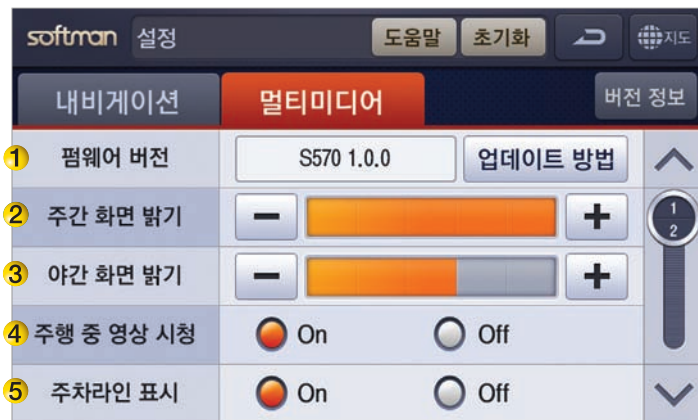 softman 설정 도움말 초기화 지도
내비게이션 멀티미디어 버전 정보
1 펌웨어 버전 S570 1.0.0 업데이트 방법
2 주간 화면 밝기 − +
1
2
3 야간 화면 밝기 − +
4 주행 중 영상 시청 On Off
5 주차라인 표시 On Off